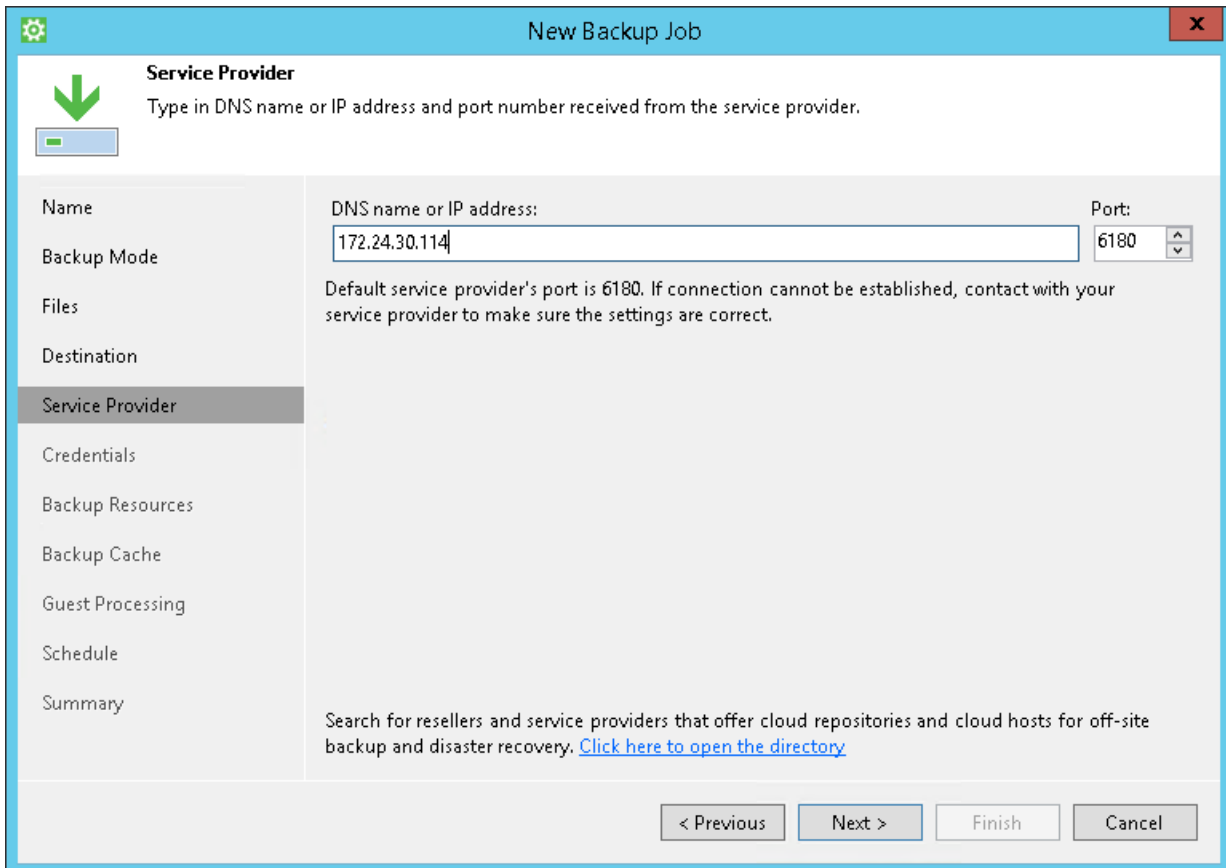 New Backup Job
x
Service Provider
Type in DNS name or IP address and port number received from the service provider.
Name
Backup Mode
Files
Destination
Service Provider
Credentials
Backup Resources
Backup Cache
Guest Processing
Schedule
Summary
DNS name or IP address:
Port:
172.24.30.114
6180
Default service provider's port is 6180. If connection cannot be established, contact with your
service provider to make sure the settings are correct.
Search for resellers and service providers that offer cloud repositories and cloud hosts for off-site
backup and disaster recovery. Click here to open the directory
< Previous
Next >
Finish
Cancel